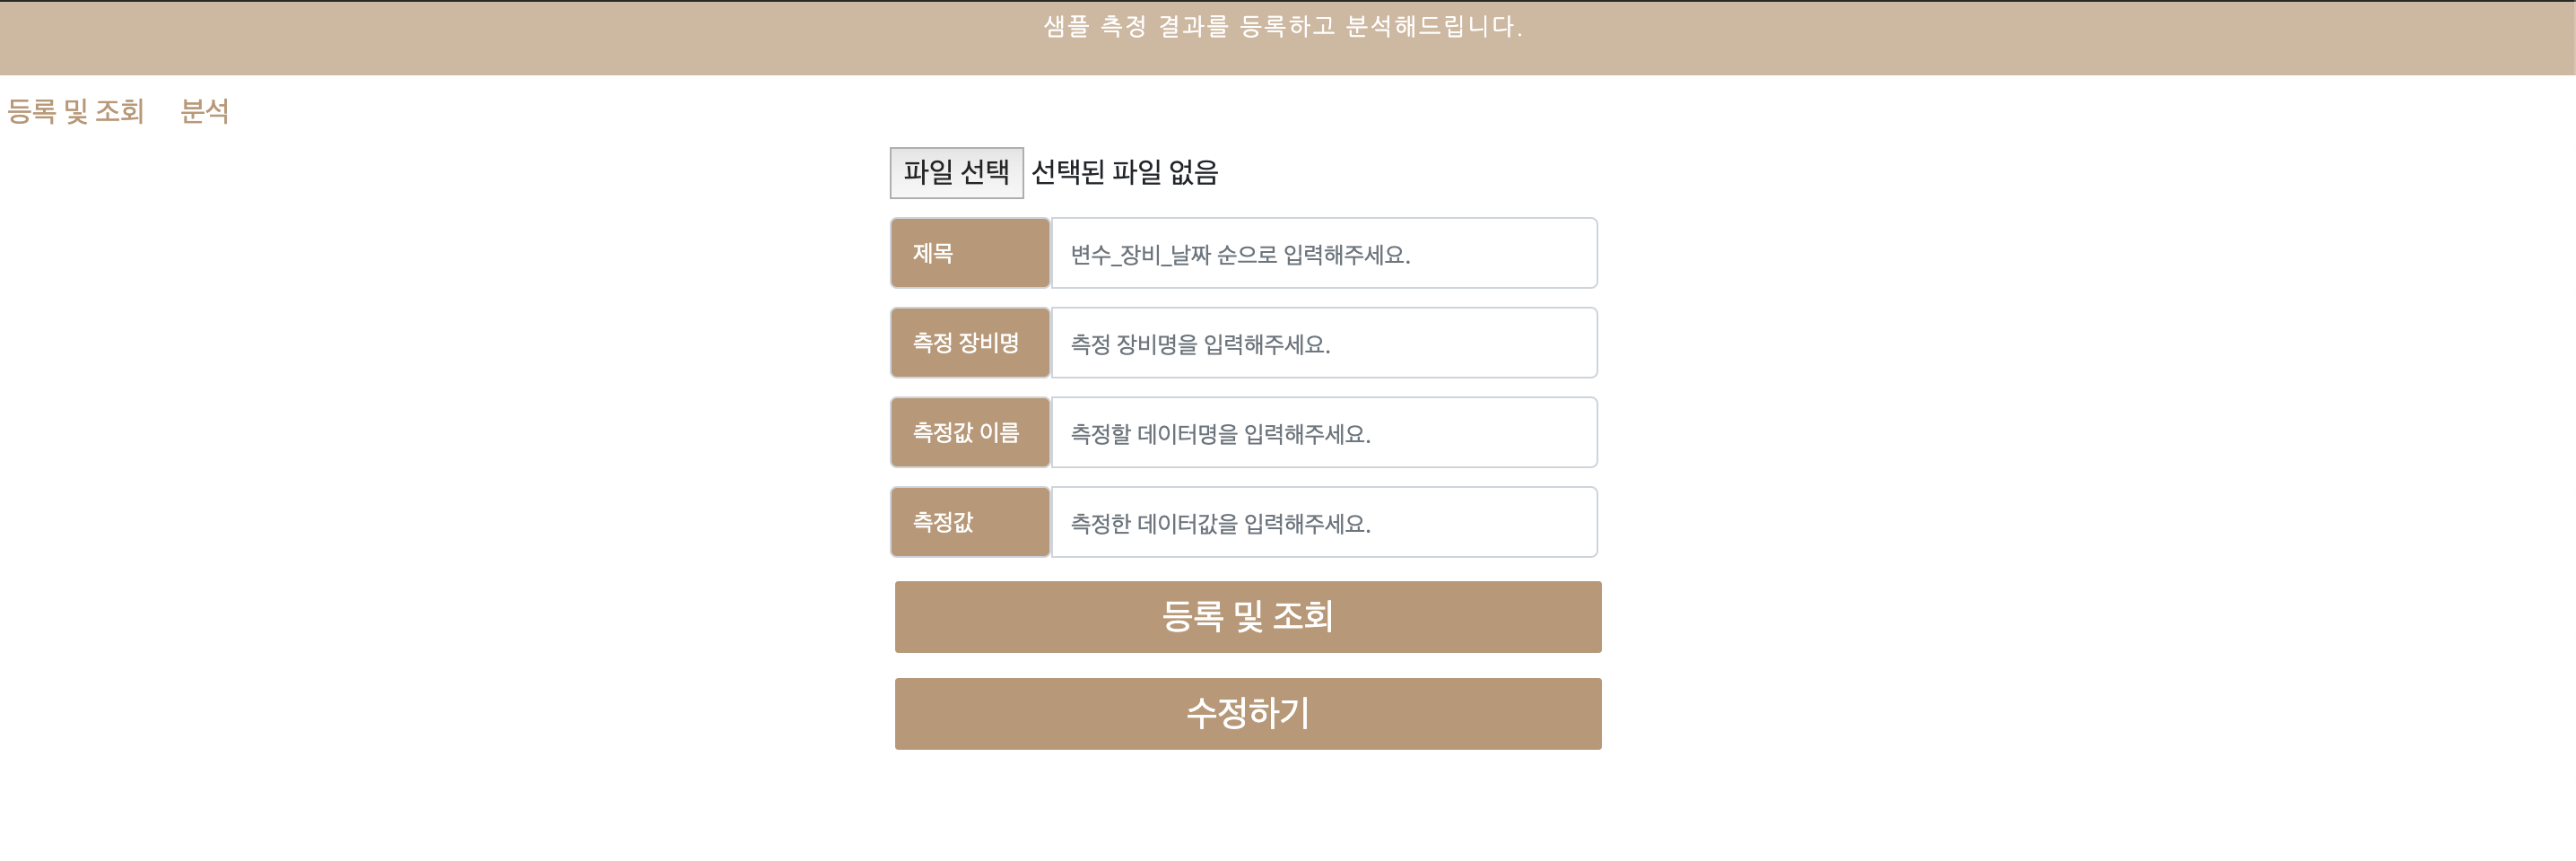 샘플 측정 결과를 등록하고 분석해드립니다.
등록 및 조회 분석
파일 선택 선택된 파일 없음
제목 변수_장비_날짜 순으로 입력해주세요.
측정 장비명 측정 장비명을 입력해주세요.
측정값 이름 측정할 데이터명을 입력해주세요.
측정값 측정한 데이터값을 입력해주세요.
등록 및 조회
수정하기